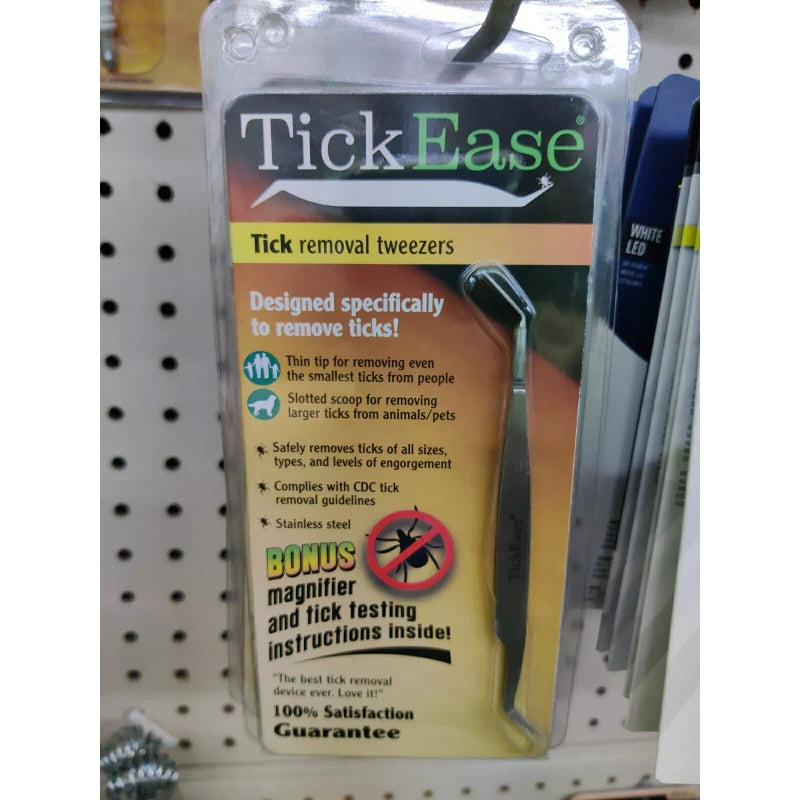 TickEase®
Tick removal tweezers
Designed specifically
to remove ticks!
Thin tip for removing even
the smallest ticks from people
Slotted scoop for removing
larger ticks from animals/pets
Safely removes ticks of all sizes,
types, and levels of engorgement
Complies with CDC tick
removal guidelines
Stainless steel
BONUS
magnifier
and tick testing
instructions inside!
"The best tick removal
device ever. Love it!"
100% Satisfaction
Guarantee
TickEase®
WHITE
LED